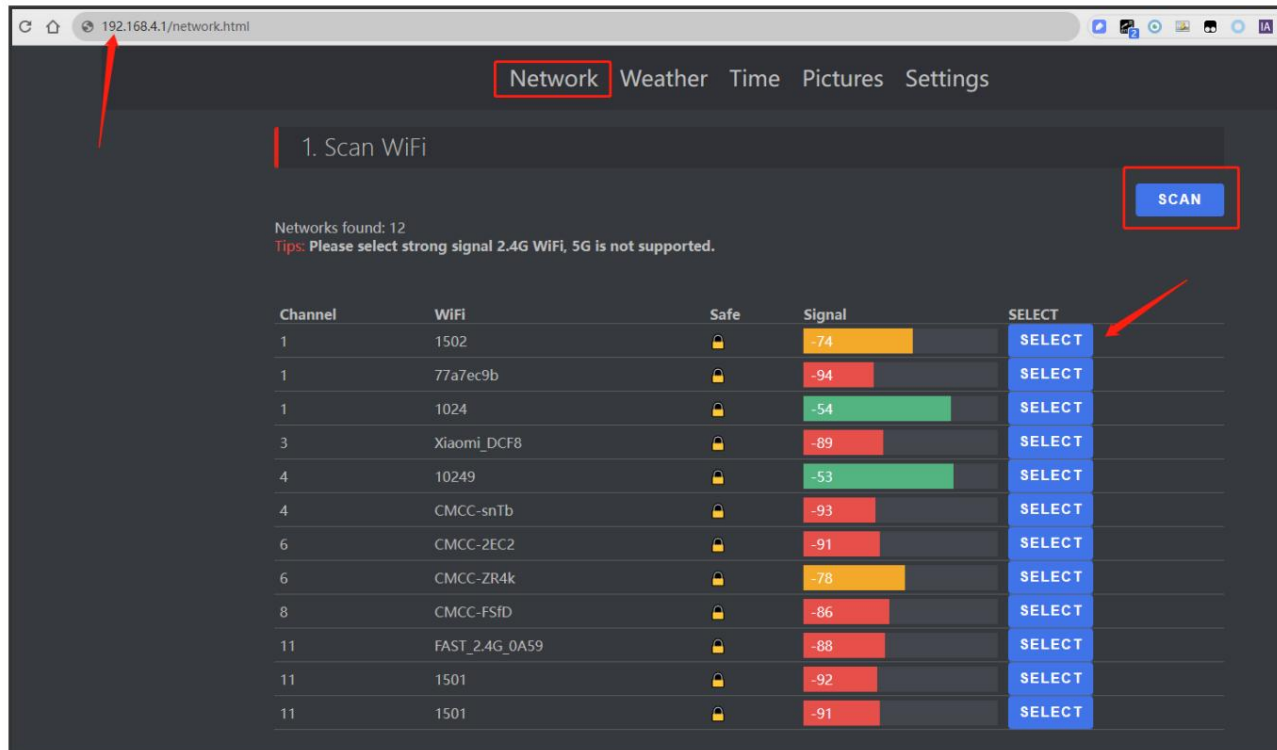 192.168.4.1/network.html
2
IA
Network Weather Time Pictures Settings
1. Scan WiFi
SCAN
Networks found: 12
Tips: Please select strong signal 2.4G WiFi, 5G is not supported.
Channel WiFi Safe Signal SELECT
1 1502 -74 SELECT
1 77a7ec9b -94 SELECT
1 1024 -54 SELECT
3 Xiaomi_DCF8 -89 SELECT
4 10249 -53 SELECT
4 CMCC-snTb -93 SELECT
6 CMCC-2EC2 -91 SELECT
6 CMCC-ZR4k -78 SELECT
8 CMCC-FSfD -86 SELECT
11 FAST_2.4G_0A59 -88 SELECT
11 1501 -92 SELECT
11 1501 -91 SELECT